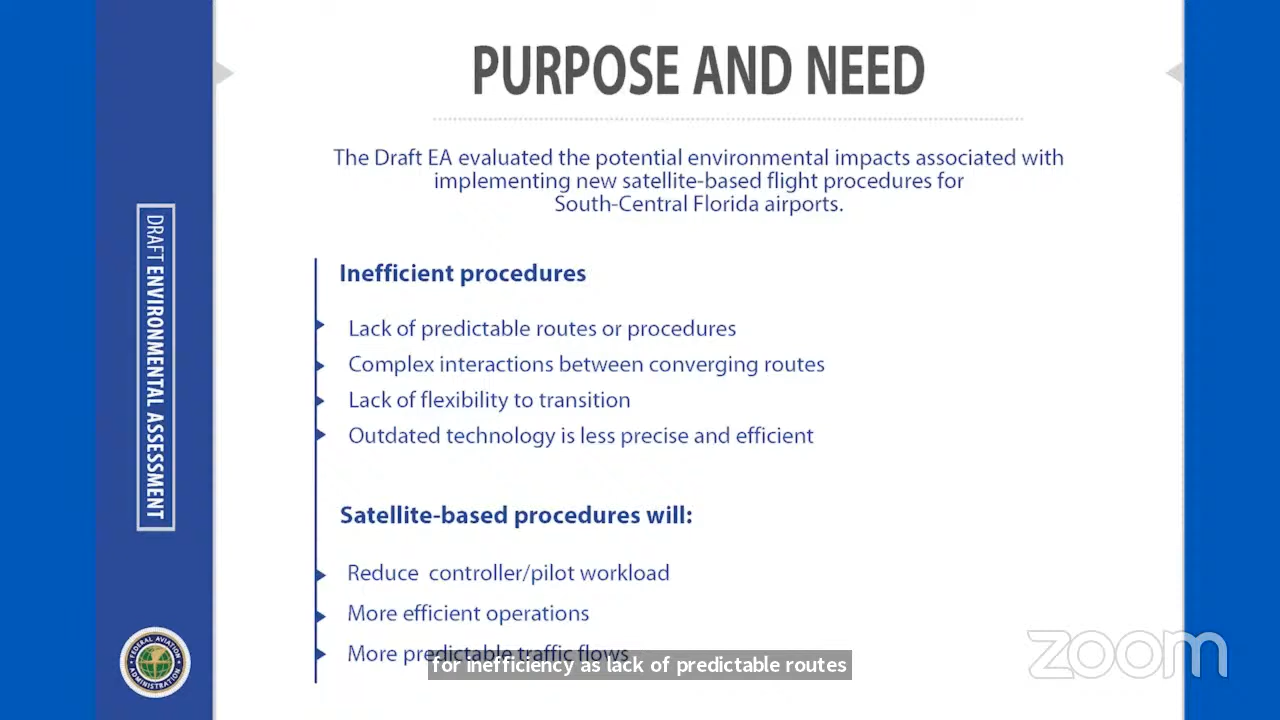 PURPOSE AND NEED
The Draft EA evaluated the potential environmental impacts associated with
implementing new satellite-based flight procedures for
South-Central Florida airports.
DRAFT ENVIRONMENTAL ASSESSMENT
Inefficient procedures
Lack of predictable routes or procedures
Complex interactions between converging routes
Lack of flexibility to transition
Outdated technology is less precise and efficient
Satellite-based procedures will:
Reduce controller/pilot workload
More efficient operations
More predictable traffic flows
for inefficiency as lack of predictable routes
FEDERAL AVIATION
ADMINISTRATION
zoom